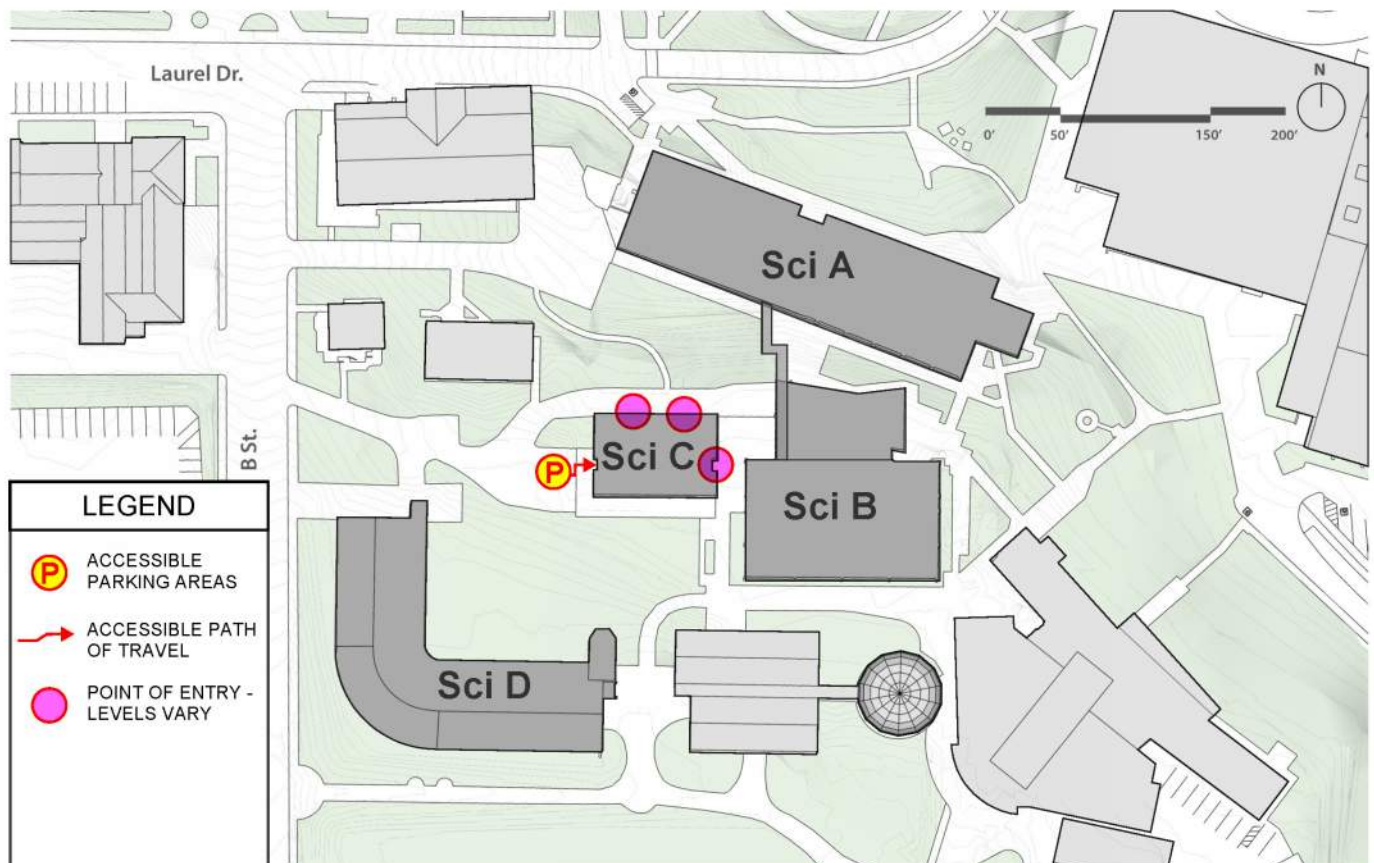 Laurel Dr.
N
0' 50' 150' 200'
Sci A
Sci C
P
B St.
Sci B
Sci D
LEGEND
P
ACCESSIBLE
PARKING AREAS
ACCESSIBLE PATH
OF TRAVEL
POINT OF ENTRY -
LEVELS VARY